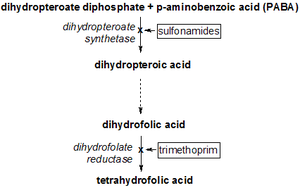 dihydropteroate diphosphate + p-aminobenzoic acid (PABA)
dihydropteroate
synthetase
x
sulfonamides
dihydropteroic acid
dihydrofolic acid
dihydrofolate
reductase
x
trimethoprim
tetrahydrofolic acid